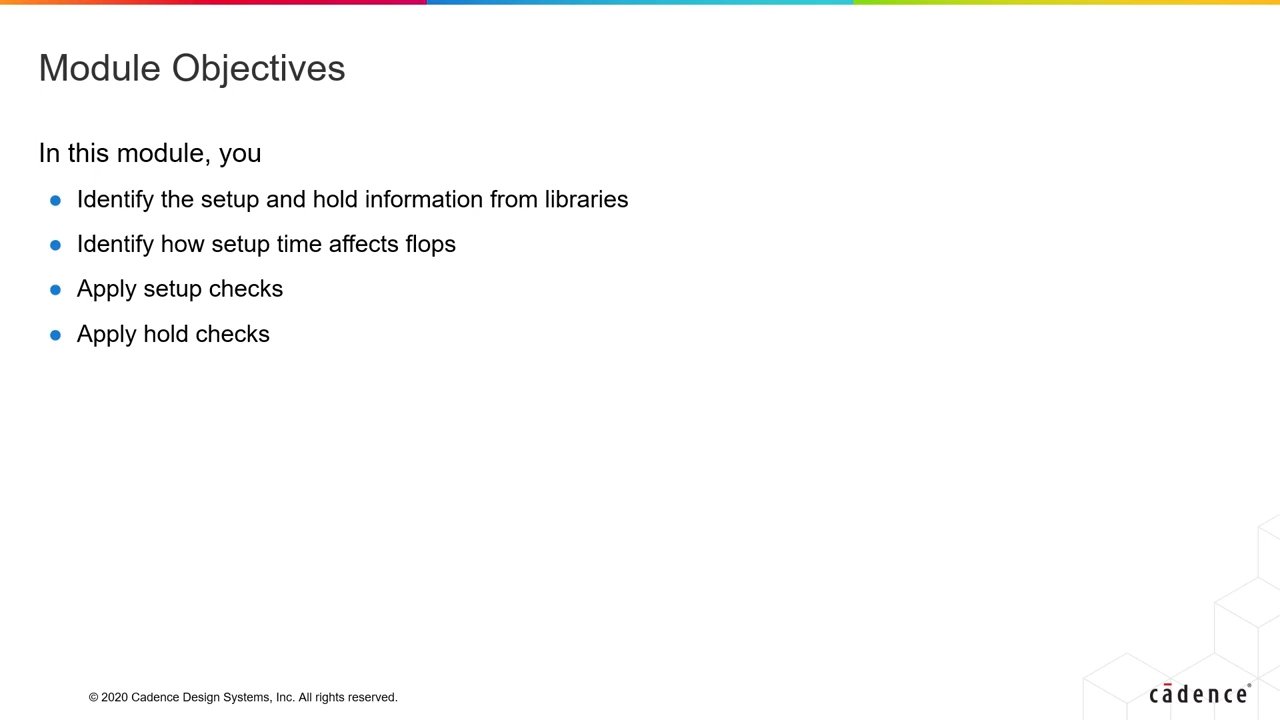 Module Objectives
In this module, you
● Identify the setup and hold information from libraries
● Identify how setup time affects flops
● Apply setup checks
● Apply hold checks
© 2020 Cadence Design Systems, Inc. All rights reserved.
cādence®